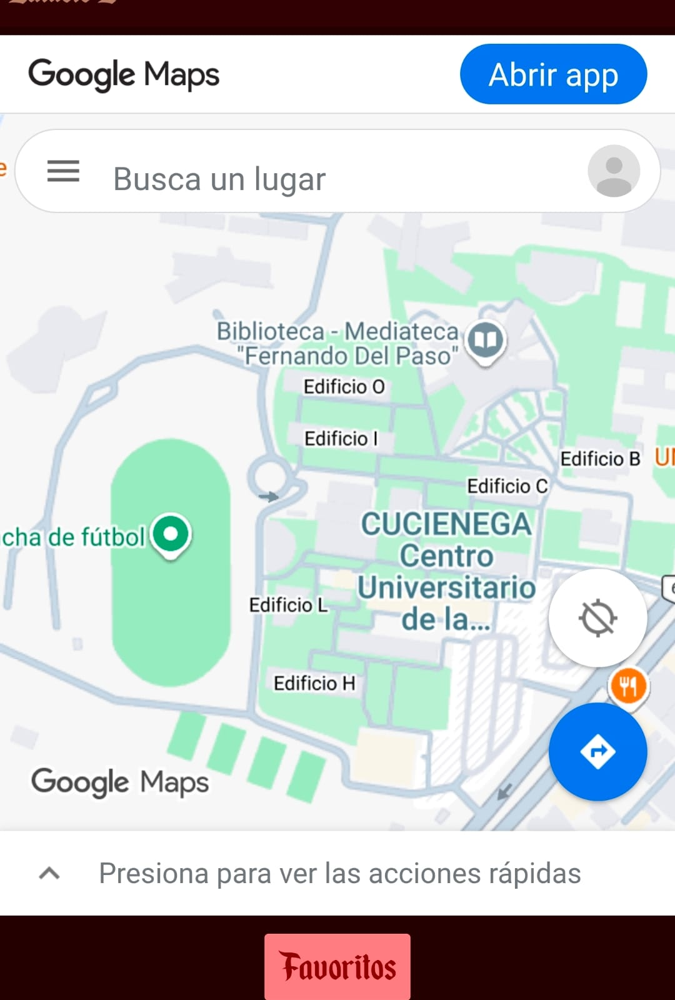 Google Maps
Abrir app
Busca un lugar
Biblioteca - Mediateca
"Fernando Del Paso"
Edificio O
Edificio I
Edificio B
Edificio C
CUCIENEGA
Centro
Universitario
de la...
cha de fútbol
Edificio L
Edificio H
Google Maps
Presiona para ver las acciones rápidas
Favoritos